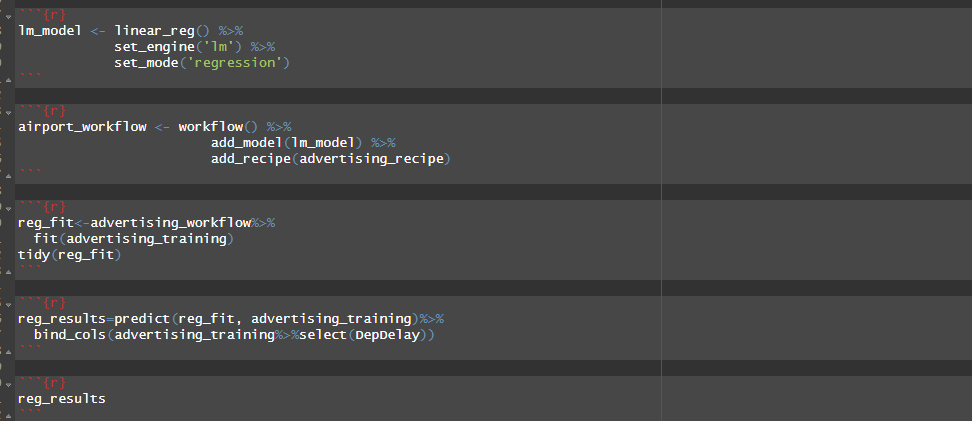 ```{r}
lm_model <- linear_reg() %>%
            set_engine('lm') %>%
            set_mode('regression')
```
```{r}
airport_workflow <- workflow() %>%
                        add_model(lm_model) %>%
                        add_recipe(advertising_recipe)
```
```{r}
reg_fit<-advertising_workflow%>%
  fit(advertising_training)
tidy(reg_fit)
```
```{r}
reg_results=predict(reg_fit, advertising_training)%>%
  bind_cols(advertising_training%>%select(DepDelay))
```
```{r}
reg_results
```